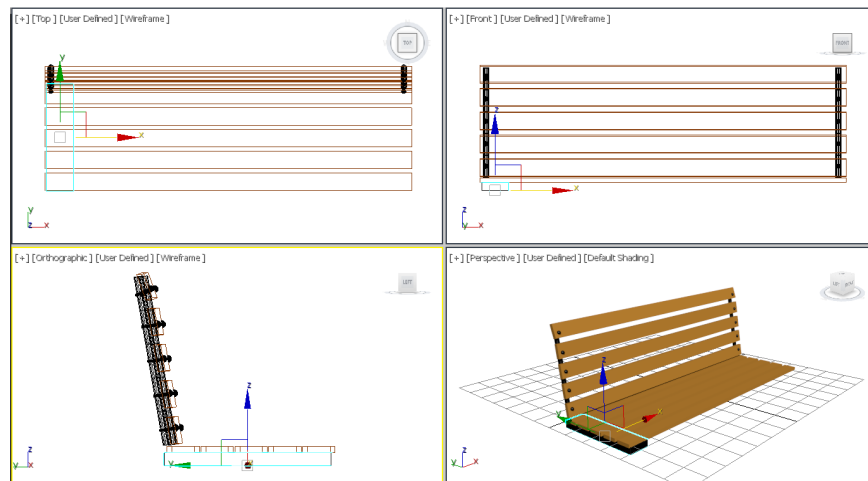 [+] [Top] [User Defined] [Wireframe]
TOP
y
x
y
z x
[+] [Front] [User Defined] [Wireframe]
FRONT
z
x
z
y x
[+] [Orthographic] [User Defined] [Wireframe]
LEFT
z
y
z
y x
[+] [Perspective] [User Defined] [Default Shading]
z
y
x
z
y x